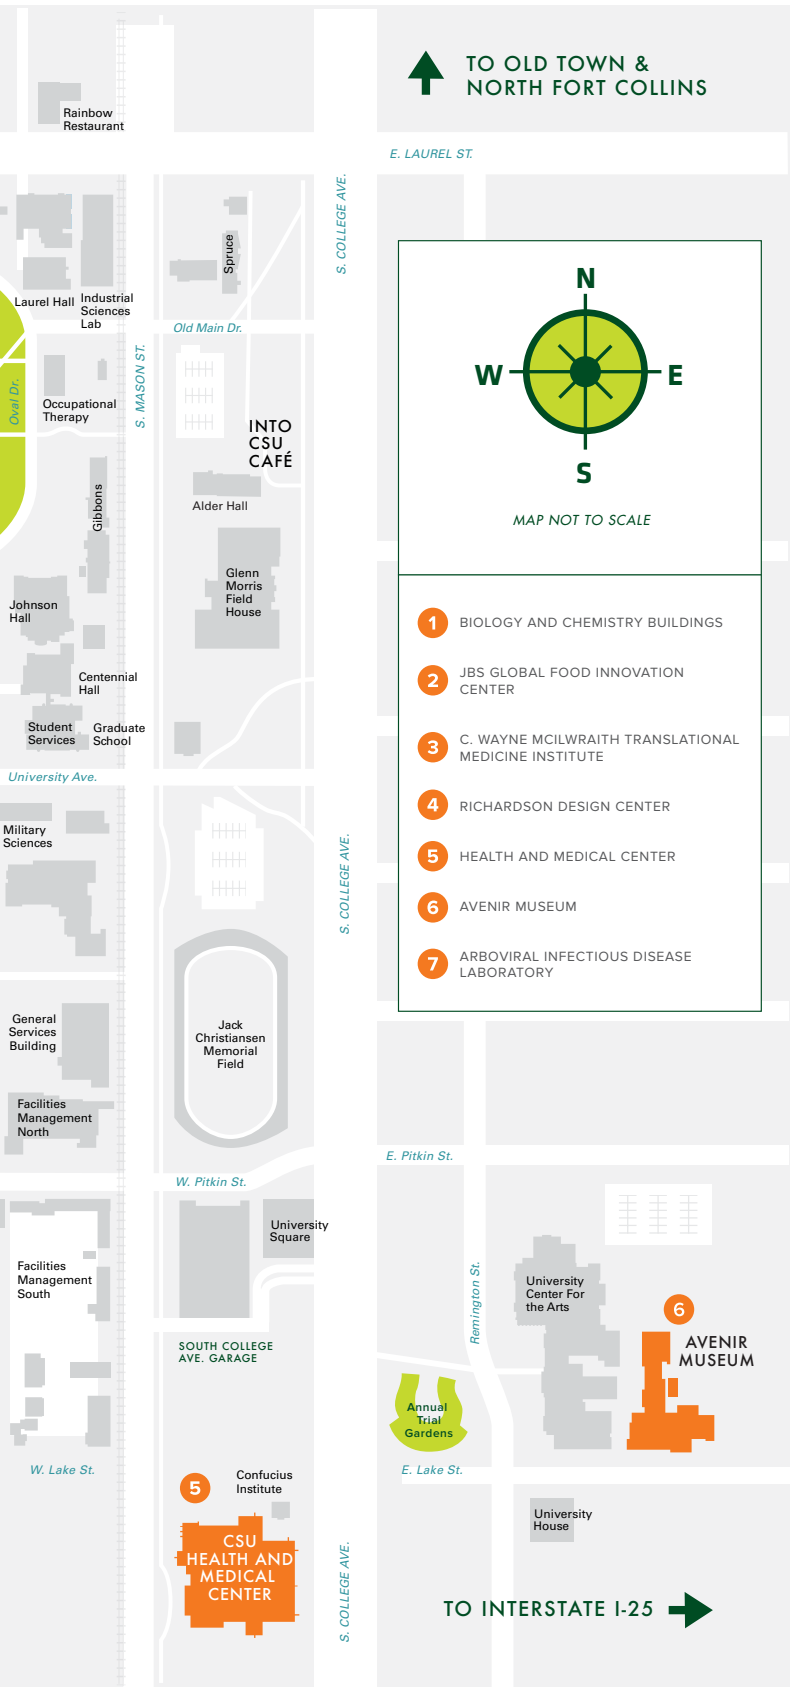 TO OLD TOWN &
NORTH FORT COLLINS
Rainbow
Restaurant
E. LAUREL ST.
S. COLLEGE AVE.
Spruce
Laurel Hall
Industrial
Sciences
Lab
Old Main Dr.
S. MASON ST.
Oval Dr.
Occupational
Therapy
INTO
CSU
CAFÉ
Gibbons
Alder Hall
Glenn
Morris
Field
House
Johnson
Hall
Centennial
Hall
Student
Services
Graduate
School
University Ave.
N
W
E
S
MAP NOT TO SCALE
1 BIOLOGY AND CHEMISTRY BUILDINGS
2 JBS GLOBAL FOOD INNOVATION
CENTER
3 C. WAYNE MCILWRAITH TRANSLATIONAL
MEDICINE INSTITUTE
4 RICHARDSON DESIGN CENTER
5 HEALTH AND MEDICAL CENTER
6 AVENIR MUSEUM
7 ARBOVIRAL INFECTIOUS DISEASE
LABORATORY
Military
Sciences
S. COLLEGE AVE.
General
Services
Building
Jack
Christiansen
Memorial
Field
Facilities
Management
North
E. Pitkin St.
W. Pitkin St.
University
Square
Facilities
Management
South
Remington St.
University
Center For
the Arts
6
AVENIR
MUSEUM
SOUTH COLLEGE
AVE. GARAGE
Annual
Trial
Gardens
W. Lake St.
E. Lake St.
5
Confucius
Institute
University
House
CSU
HEALTH AND
MEDICAL
CENTER
S. COLLEGE AVE.
TO INTERSTATE I-25